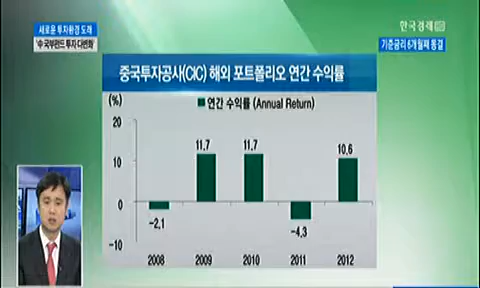 새로운 투자환경 도래
'中 국부펀드 투자 다변화'
한국경제TV
기준금리 6개월째 동결
중국투자공사(CIC) 해외 포트폴리오 연간 수익률
(%)
연간 수익률 (Annual Return)
20
10
0
-10
-2,1
11,7
11,7
-4,3
10,6
2008
2009
2010
2011
2012